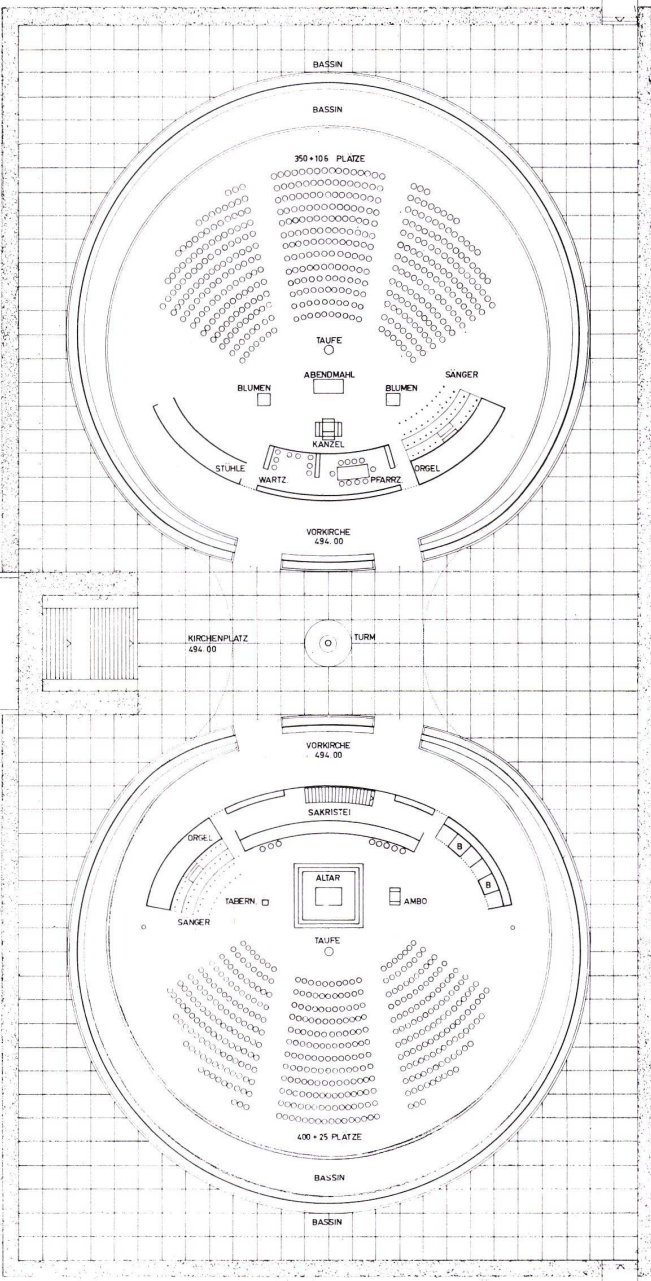 BASSIN
BASSIN
350+106 PLÄTZE
TAUFE
ABENDMAHL
SÄNGER
BLUMEN
BLUMEN
KANZEL
STÜHLE
WARTZ.
PFARRZ.
ORGEL
VORKIRCHE
494.00
KIRCHENPLATZ
494.00
TURM
VORKIRCHE
494.00
SAKRISTEI
ORGEL
B
B
ALTAR
TABERN.
AMBO
SÄNGER
TAUFE
400+25 PLÄTZE
BASSIN
BASSIN